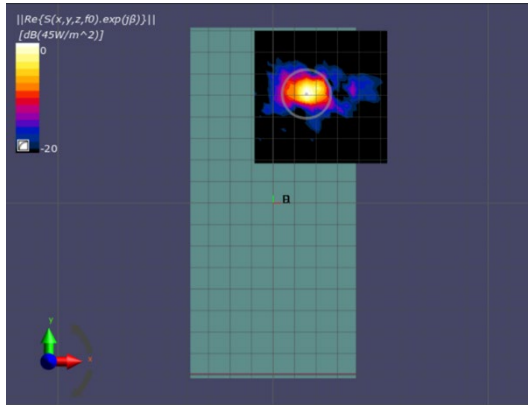 ||Re{S(x,y,z,f0).exp(jβ)}||
[dB(45W/m^2)]
0
-20
y
x